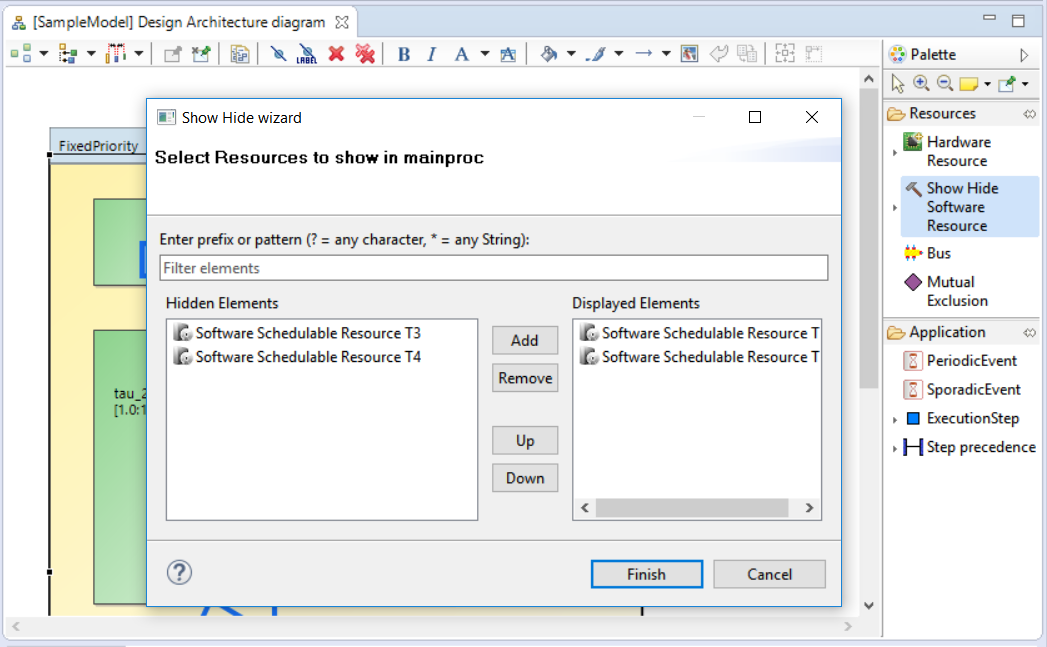 [SampleModel] Design Architecture diagram
LABEL
B I A A
Palette
FixedPriority
Show Hide wizard
Select Resources to show in mainproc
Enter prefix or pattern (? = any character, * = any String):
Filter elements
Hidden Elements
Software Schedulable Resource T3
Software Schedulable Resource T4
Add
Remove
Up
Down
Displayed Elements
Software Schedulable Resource T
Software Schedulable Resource T
?
Finish
Cancel
tau_2
[1.0:1
Resources
Hardware
Resource
Show Hide
Software
Resource
Bus
Mutual
Exclusion
Application
PeriodicEvent
SporadicEvent
ExecutionStep
Step precedence